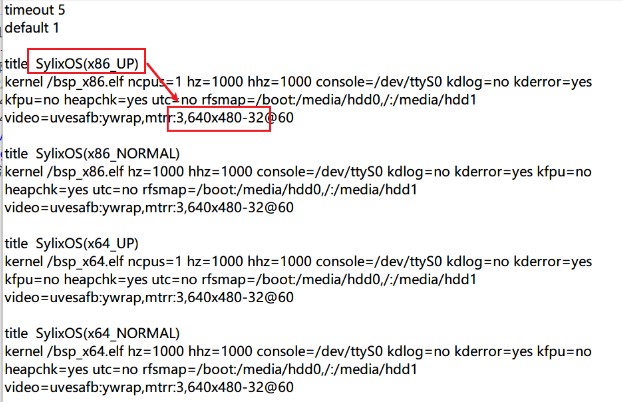 timeout 5
default 1
title  SylixOS(x86_UP)
kernel /bsp_x86.elf ncpus=1 hz=1000 hhz=1000 console=/dev/ttyS0 kdlog=no kderror=yes
kfpu=no heapchk=yes utc=no rfsmap=/boot:/media/hdd0,/:/media/hdd1
video=uvesafb:ywrap,mtrr:3,640x480-32@60
title  SylixOS(x86_NORMAL)
kernel /bsp_x86.elf hz=1000 hhz=1000 console=/dev/ttyS0 kdlog=no kderror=yes kfpu=no
heapchk=yes utc=no rfsmap=/boot:/media/hdd0,/:/media/hdd1
video=uvesafb:ywrap,mtrr:3,640x480-32@60
title  SylixOS(x64_UP)
kernel /bsp_x64.elf ncpus=1 hz=1000 hhz=1000 console=/dev/ttyS0 kdlog=no kderror=yes
kfpu=no heapchk=yes utc=no rfsmap=/boot:/media/hdd0,/:/media/hdd1
video=uvesafb:ywrap,mtrr:3,640x480-32@60
title  SylixOS(x64_NORMAL)
kernel /bsp_x64.elf hz=1000 hhz=1000 console=/dev/ttyS0 kdlog=no kderror=yes kfpu=no
heapchk=yes utc=no rfsmap=/boot:/media/hdd0,/:/media/hdd1
video=uvesafb:ywrap,mtrr:3,640x480-32@60